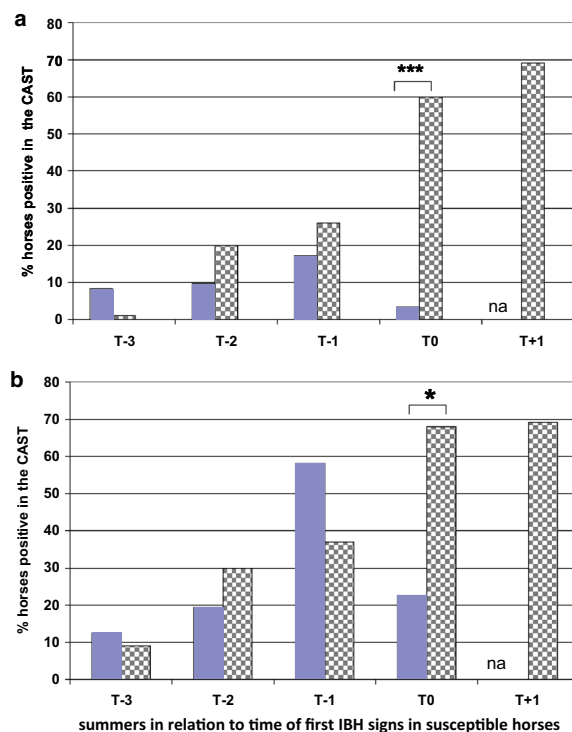 a
% horses positive in the CAST
80
70
60
50
40
30
20
10
0
***
na
T-3 T-2 T-1 T0 T+1
b
% horses positive in the CAST
80
70
60
50
40
30
20
10
0
*
na
T-3 T-2 T-1 T0 T+1
summers in relation to time of first IBH signs in susceptible horses